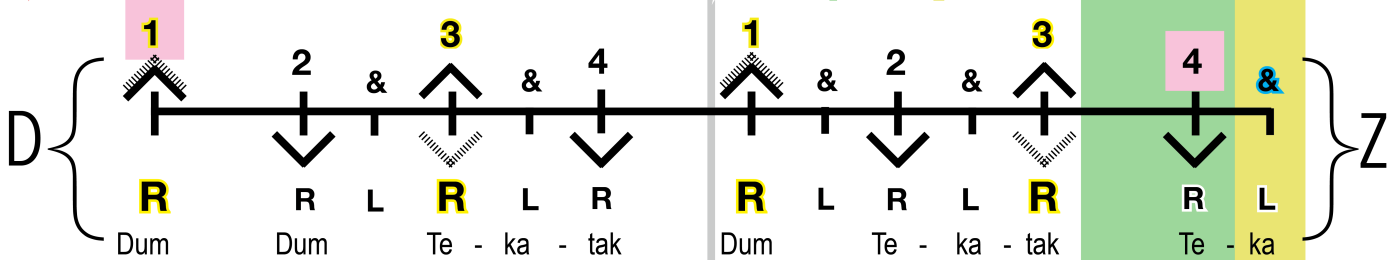 1 2 & 3 & 4 1 & 2 & 3 4 &
D Z
R R L R L R R L R L R R L
Dum Dum Te - ka - tak Dum Te - ka - tak Te - ka